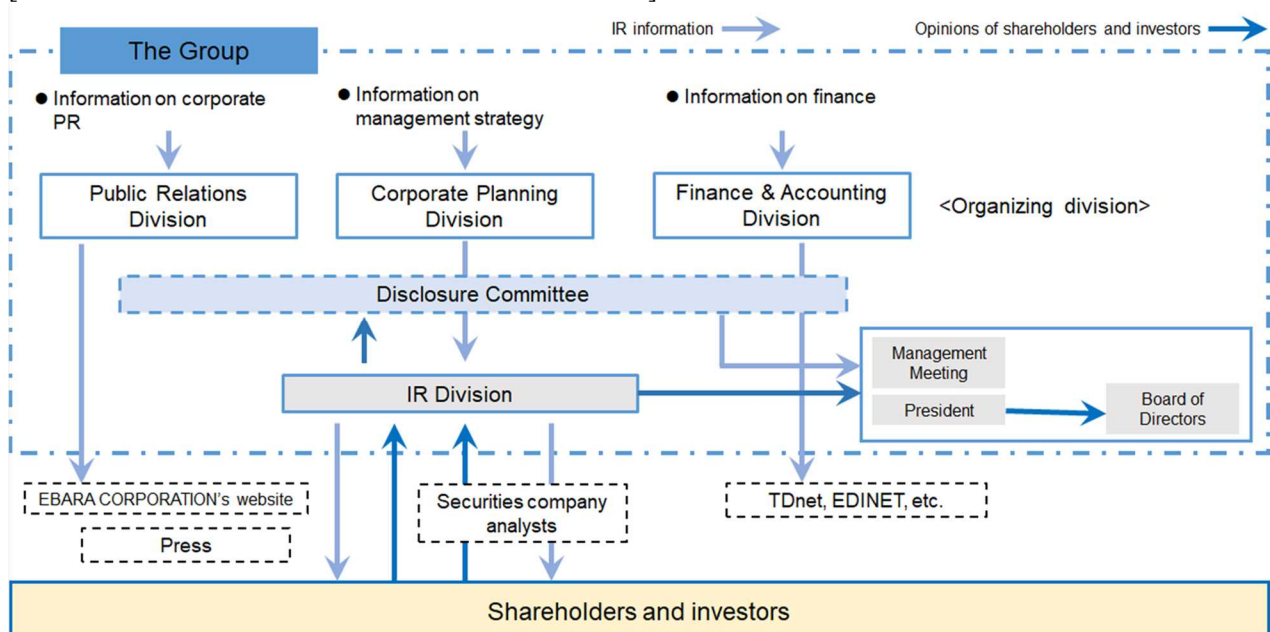 IR information
Opinions of shareholders and investors
The Group
● Information on corporate
PR
● Information on
management strategy
● Information on finance
Public Relations
Division
Corporate Planning
Division
Finance & Accounting
Division
<Organizing division>
Disclosure Committee
Management
Meeting
IR Division
President
Board of
Directors
EBARA CORPORATION's website
Press
Securities company
analysts
TDnet, EDINET, etc.
Shareholders and investors